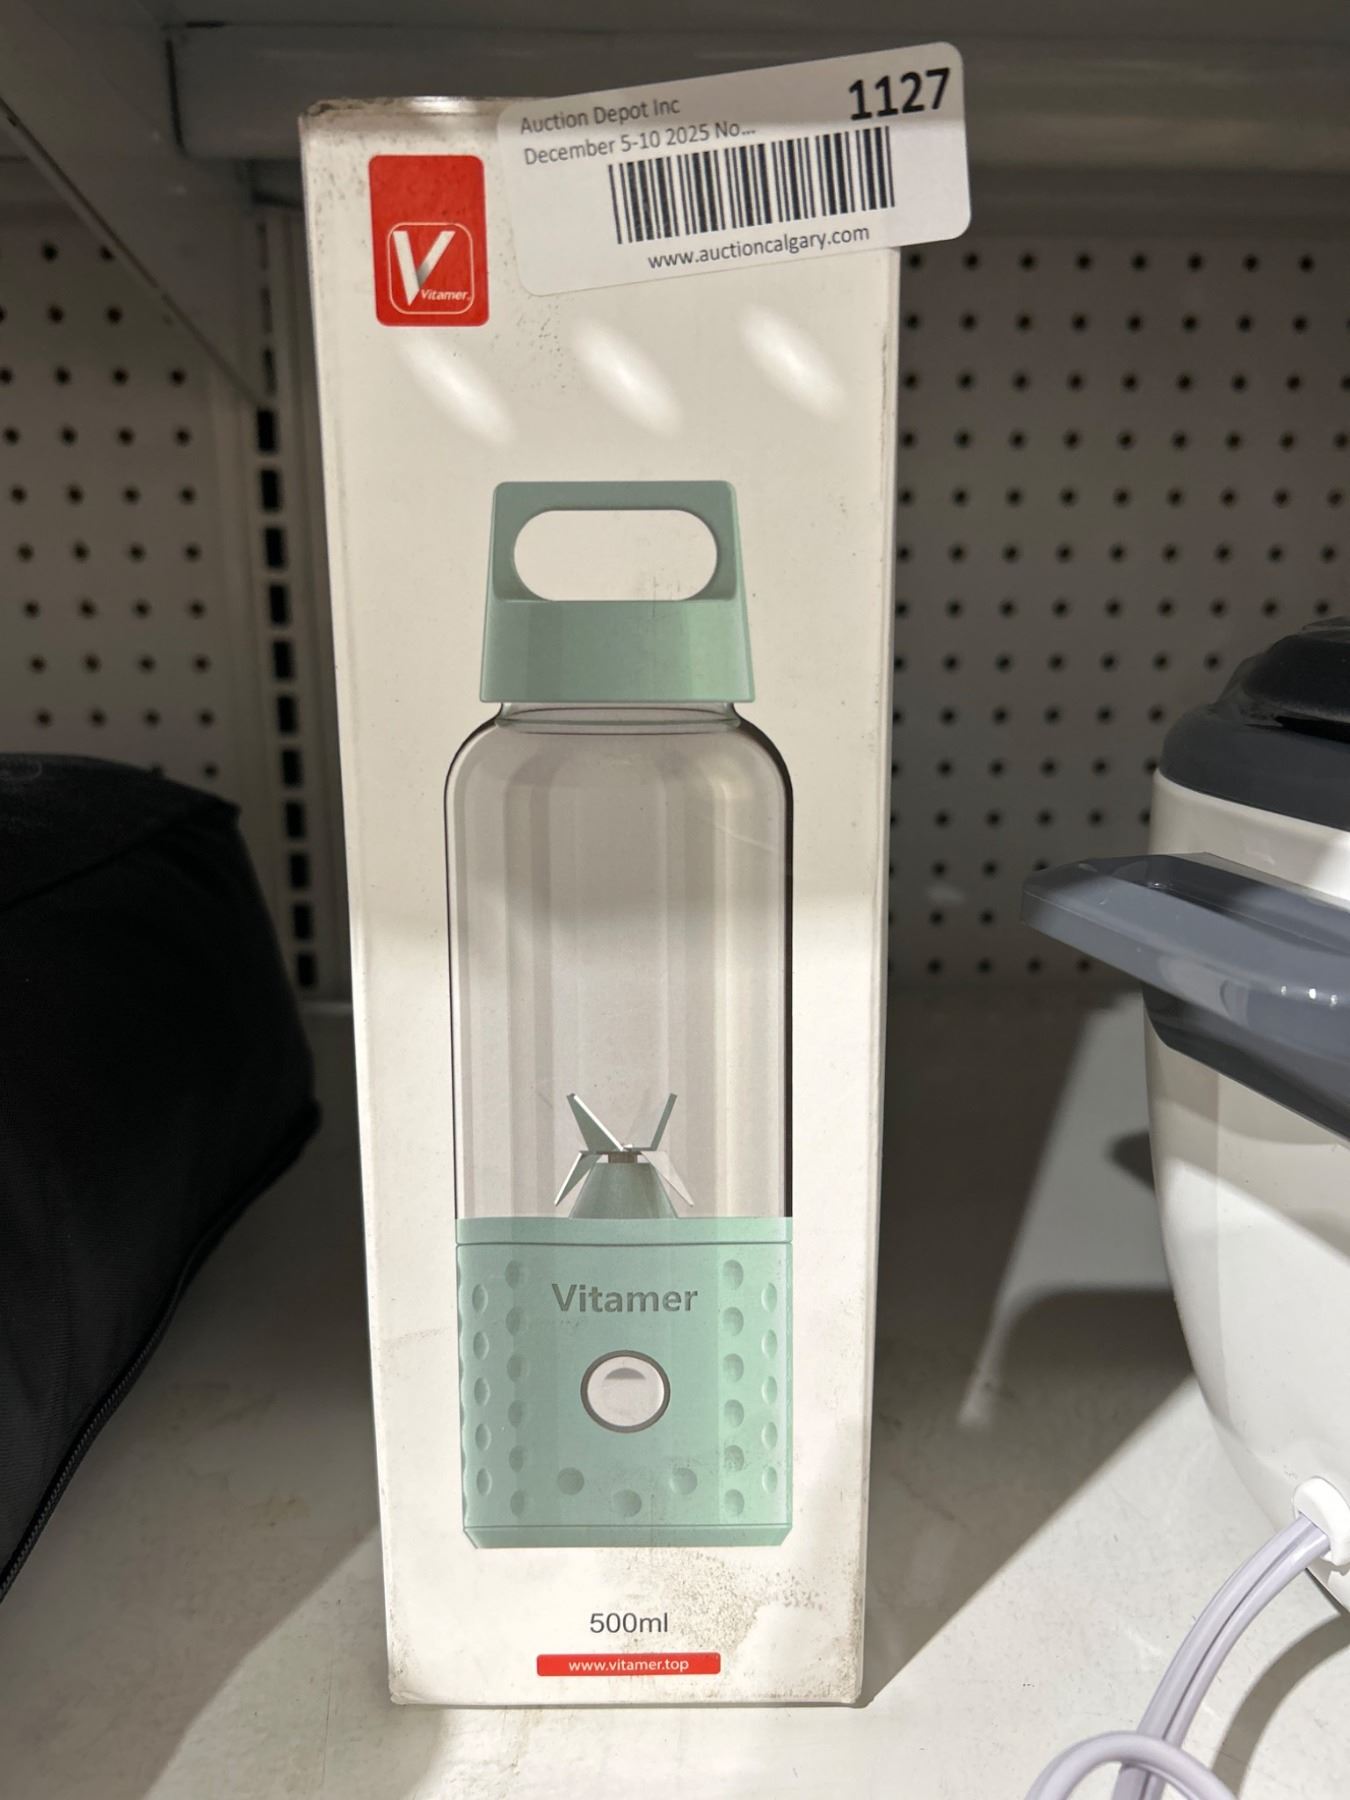 Auction Depot Inc
1127
December 5-10 2025 No...
www.auctioncalgary.com
V
Vitamer
Vitamer
500ml
www.vitamer.top